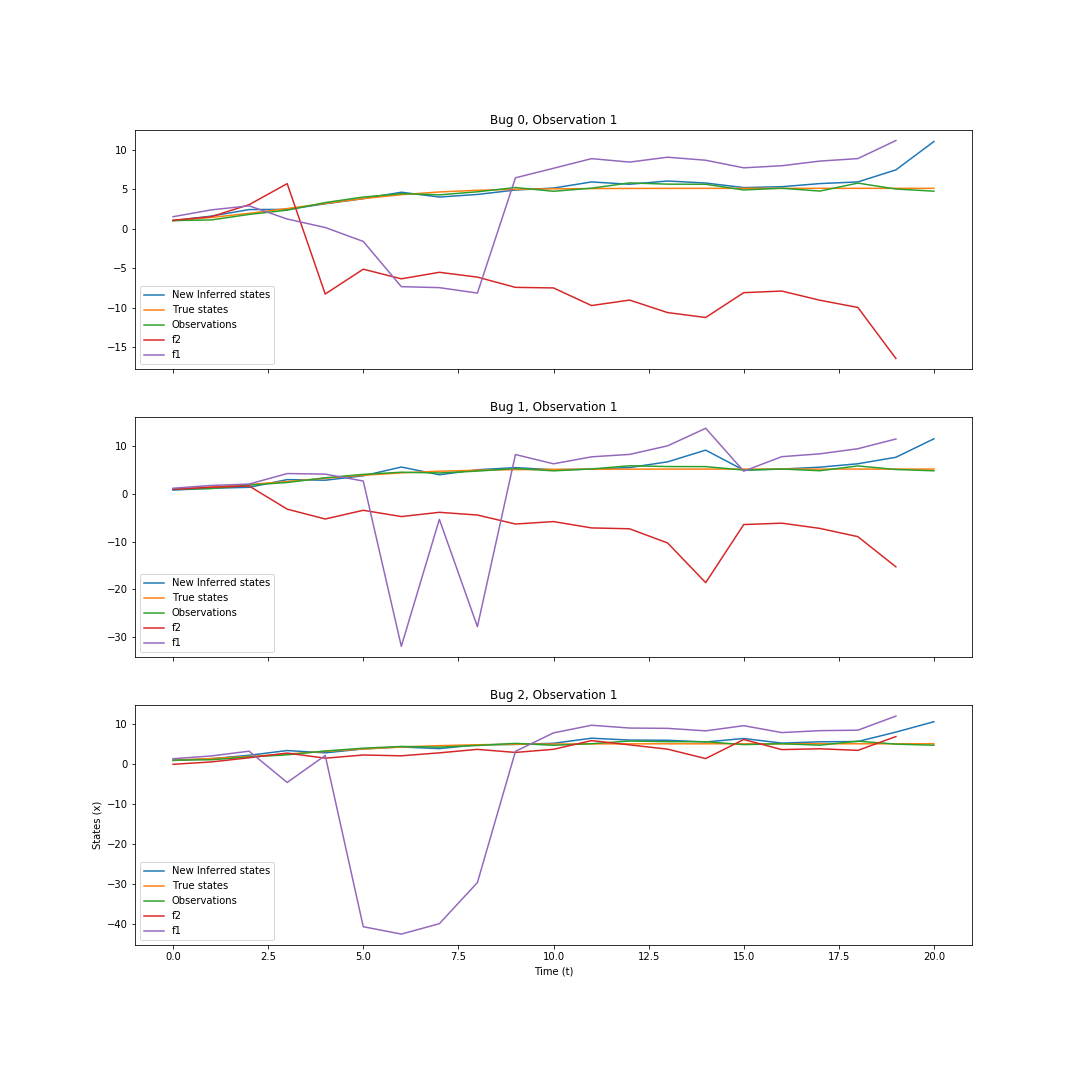 Bug 0, Observation 1
10
5
0
−5
−10
−15
New Inferred states
True states
Observations
f2
f1
Bug 1, Observation 1
10
0
−10
−20
−30
New Inferred states
True states
Observations
f2
f1
Bug 2, Observation 1
10
0
−10
−20
−30
−40
States (x)
New Inferred states
True states
Observations
f2
f1
0.0 2.5 5.0 7.5 10.0 12.5 15.0 17.5 20.0
Time (t)